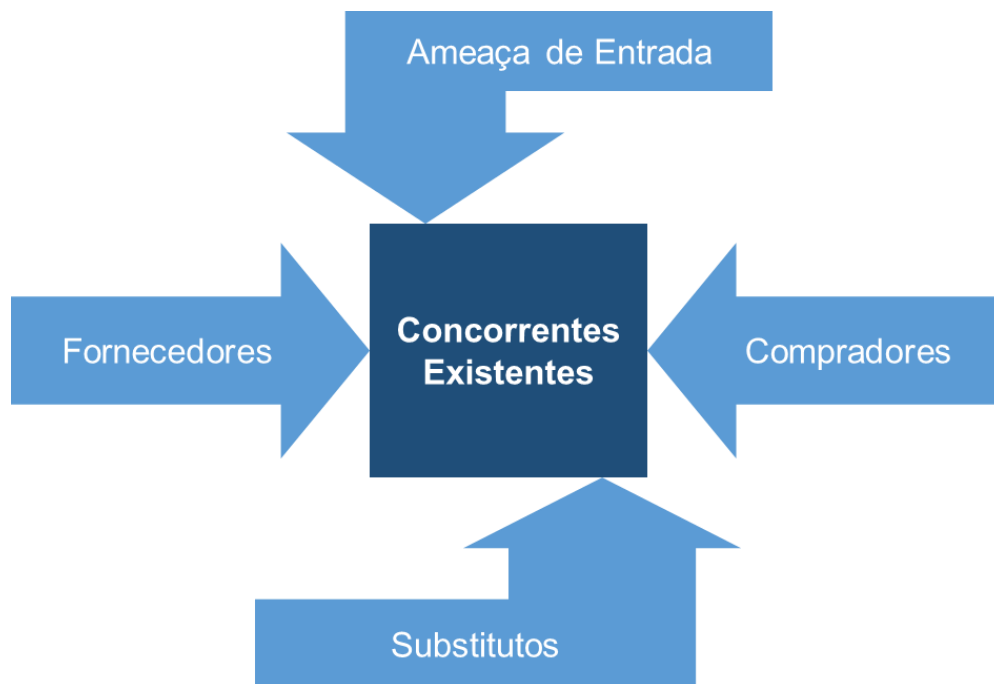 Ameaça de Entrada
Fornecedores
Concorrentes
Existentes
Compradores
Substitutos